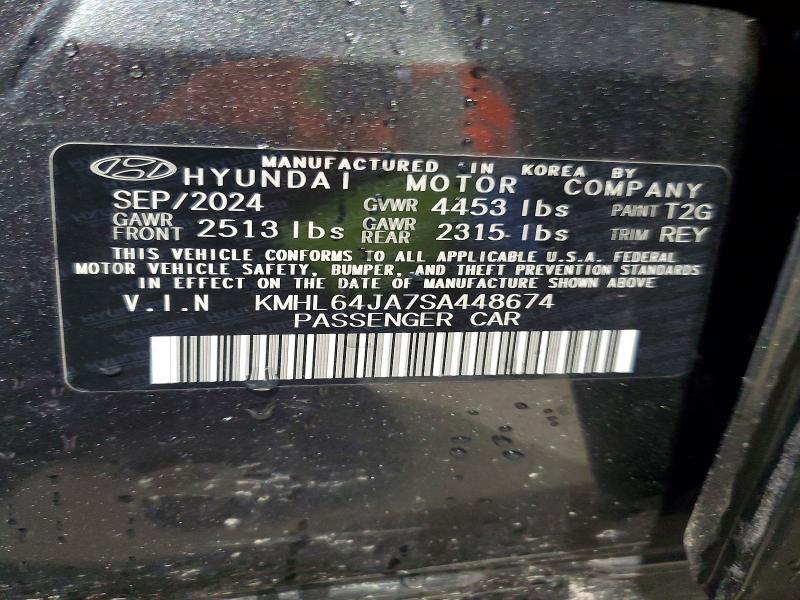 MANUFACTURED IN KOREA BY
HYUNDAI MOTOR COMPANY
SEP/2024 GVWR 4453 lbs PAINT T2G
GAWR FRONT 2513 lbs GAWR REAR 2315 lbs TRIM REY
THIS VEHICLE CONFORMS TO ALL APPLICABLE U.S.A. FEDERAL
MOTOR VEHICLE SAFETY, BUMPER, AND THEFT PREVENTION STANDARDS
IN EFFECT ON THE DATE OF MANUFACTURE SHOWN ABOVE
V.I.N KMHL64JA7SA448674
PASSENGER CAR